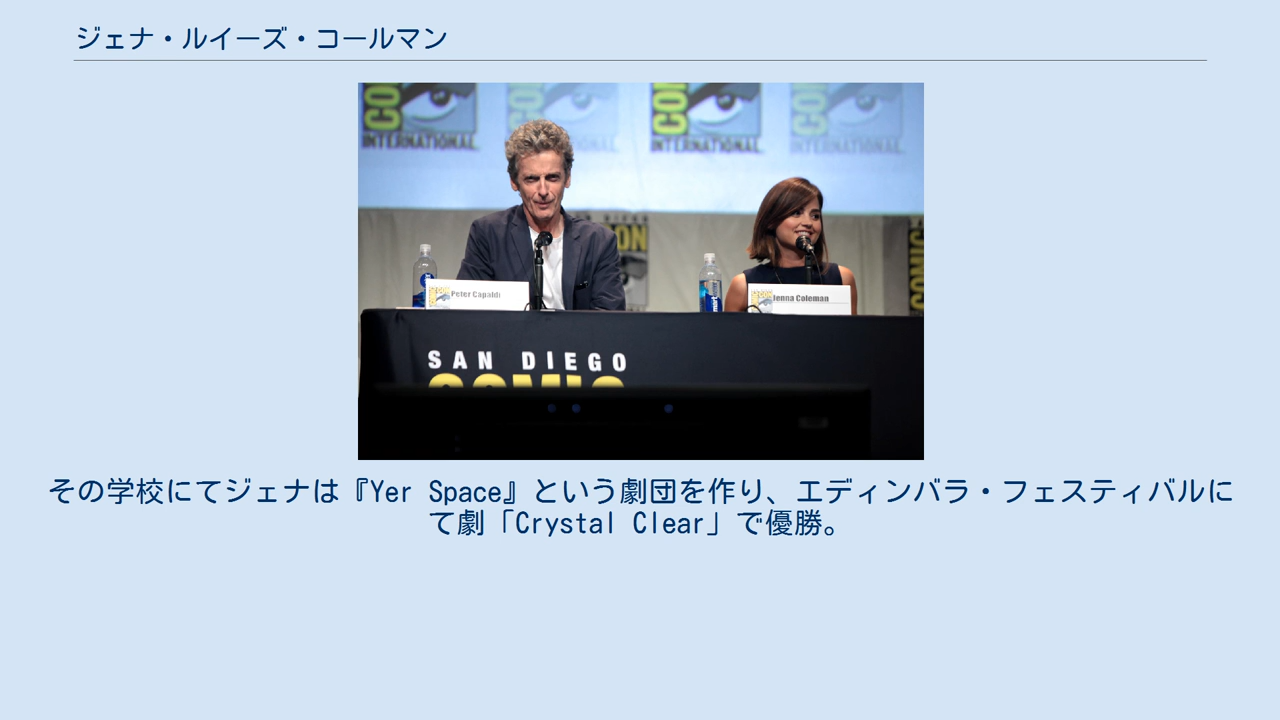 ジェナ・ルイーズ・コールマン
INTERNATIONAL
INTERNATIONAL
INTERNATIONAL
INTERNATIONAL
Peter Capaldi
Jenna Coleman
SAN DIEGO
COMIC
その学校にてジェナは『Yer Space』という劇団を作り、エディンバラ・フェスティバルに
て劇「Crystal Clear」で優勝。